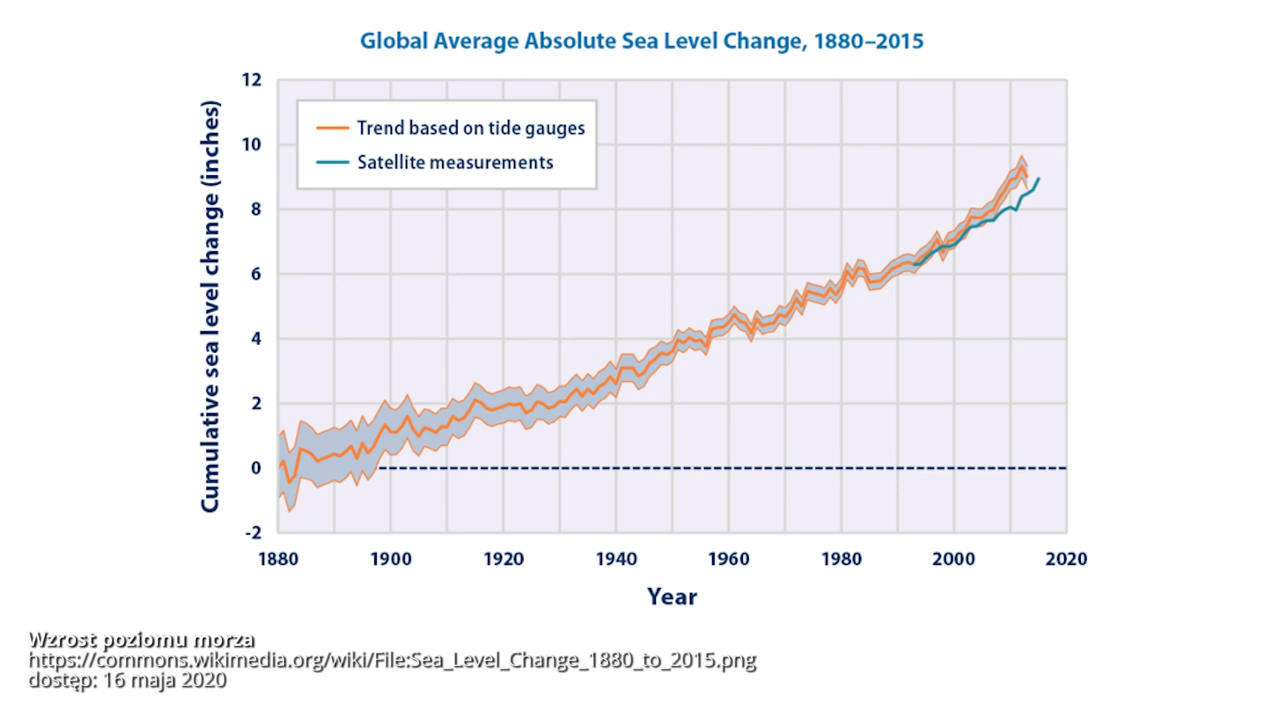 Global Average Absolute Sea Level Change, 1880–2015
Cumulative sea level change (inches)
12
10
8
6
4
2
0
-2
Trend based on tide gauges
Satellite measurements
1880 1900 1920 1940 1960 1980 2000 2020
Year
Wzrost poziomu morza
https://commons.wikimedia.org/wiki/File:Sea_Level_Change_1880_to_2015.png
dostęp: 16 maja 2020